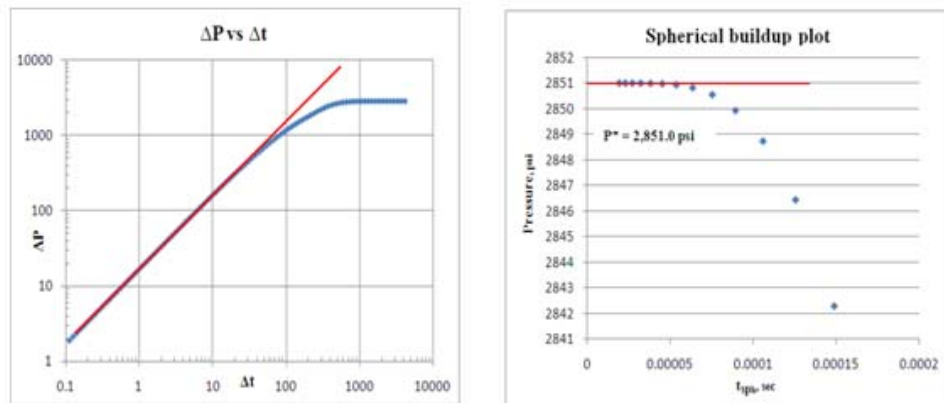 ΔP vs Δt
10000
1000
100
10
1
ΔP
0.1 1 10 100 1000 10000
Δt
Spherical buildup plot
2852
2851
2850
2849
2848
2847
2846
2845
2844
2843
2842
2841
Pressure, psi
P* = 2,851.0 psi
0 0.00005 0.0001 0.00015 0.0002